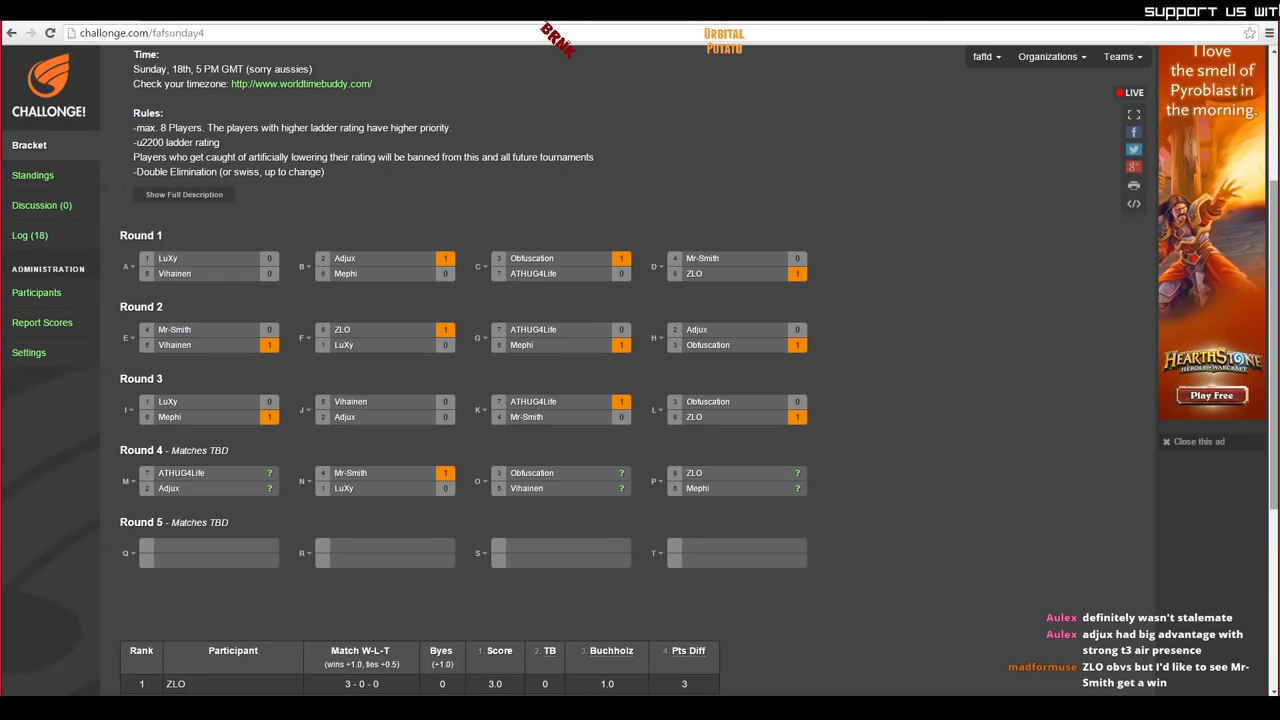 support us wit
challonge.com/fafsunday4
BRNK
ORBITAL
POTATO
CHALLONGE!
Bracket
Standings
Discussion (0)
Log (18)
ADMINISTRATION
Participants
Report Scores
Settings
Time:
Sunday, 18th, 5 PM GMT (sorry aussies)
Check your timezone: http://www.worldtimebuddy.com/
Rules:
-max. 8 Players. The players with higher ladder rating have higher priority.
-u2200 ladder rating
Players who get caught of artificially lowering their rating will be banned from this and all future tournaments
-Double Elimination (or swiss, up to change)
Show Full Description
fafld Organizations Teams
LIVE
Round 1
A 1 LuXy 0
5 Vihainen 0
B 2 Adjux 1
6 Mephi 0
C 3 Obfuscation 1
7 ATHUG4Life 0
D 4 Mr-Smith 0
8 ZLO 1
Round 2
E 4 Mr-Smith 0
5 Vihainen 1
F 8 ZLO 1
1 LuXy 0
G 7 ATHUG4Life 0
6 Mephi 1
H 2 Adjux 0
3 Obfuscation 1
Round 3
I 1 LuXy 0
6 Mephi 1
J 5 Vihainen 0
2 Adjux 0
K 7 ATHUG4Life 1
4 Mr-Smith 0
L 3 Obfuscation 0
8 ZLO 1
Round 4 - Matches TBD
M 7 ATHUG4Life ?
2 Adjux ?
N 4 Mr-Smith 1
1 LuXy 0
O 3 Obfuscation ?
5 Vihainen ?
P 8 ZLO ?
6 Mephi ?
Round 5 - Matches TBD
Q R S T
Rank Participant Match W-L-T Byes 1. Score 2. TB 3. Buchholz 4. Pts Diff
(wins +1.0, ties +0.5) (+1.0)
1 ZLO 3 - 0 - 0 0 3.0 0 1.0 3
I love
the smell of
Pyroblast in
the morning.
HEARTHSTONE
HEROES OF WARCRAFT
Play Free
Close this ad
Aulex definitely wasn't stalemate
Aulex adjux had big advantage with
strong t3 air presence
madformuse ZLO obvs but I'd like to see Mr-
Smith get a win